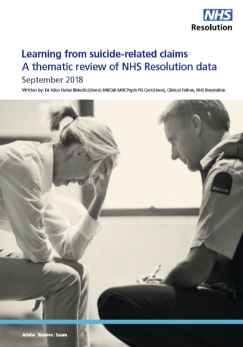 NHS
Resolution
Learning from suicide-related claims
A thematic review of NHS Resolution data
September 2018
Written by: Dr Alice Oates BMedSci(Hons) MBChB MRCPsych PG Cert(Hons), Clinical Fellow, NHS Resolution
Advise / Resolve / Learn